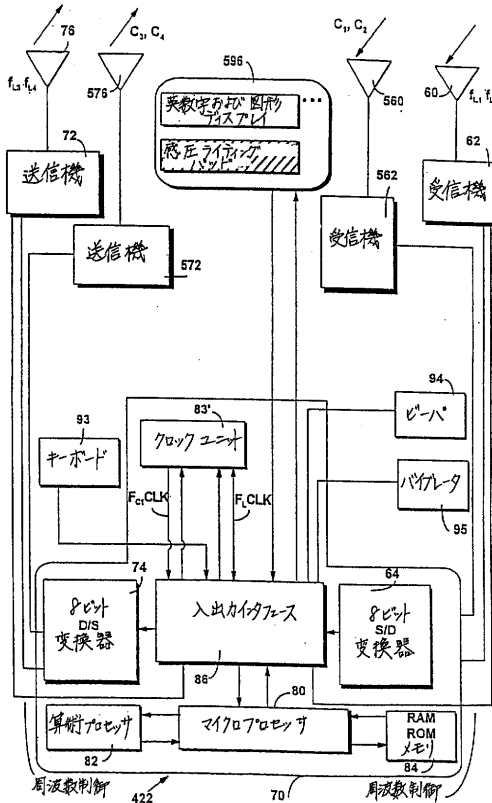 76
C₃, C₄
596
C₁, C₂
fL3-fL4
576
英数字および図形
ディスプレイ
560
60
72
感圧ライティング
パッド
62
送信機
562
受信機
送信機
受信機
572
83'
94
93
クロック ユニット
ビーパ
キーボード
バイブレータ
FC1CLK
FLCLK
95
74
64
8ビット
D/S
変換器
入出力インタフェース
8ビット
S/D
変換器
86
80
算術プロセッサ
マイクロプロセッサ
RAM
ROM
メモリ
82
84
周波数制御
422
70
周波数制御